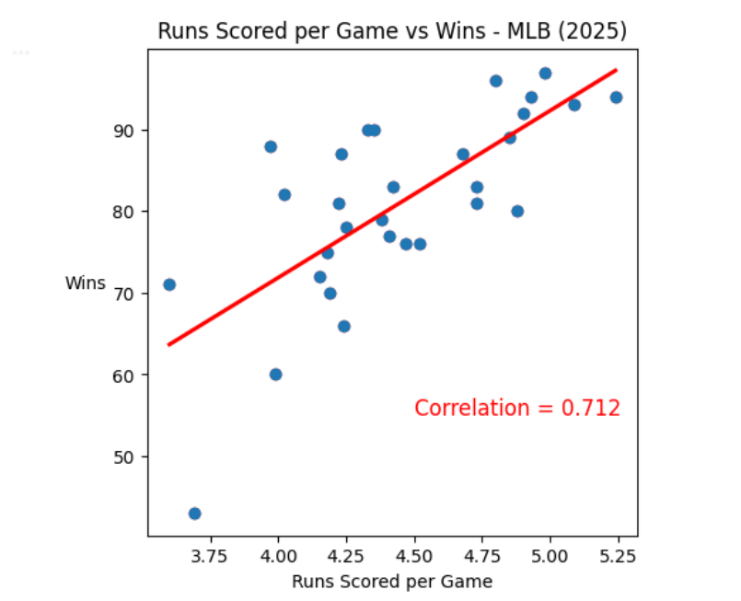 Runs Scored per Game vs Wins - MLB (2025)
90
80
Wins
70
60
Correlation = 0.712
50
3.75 4.00 4.25 4.50 4.75 5.00 5.25
Runs Scored per Game